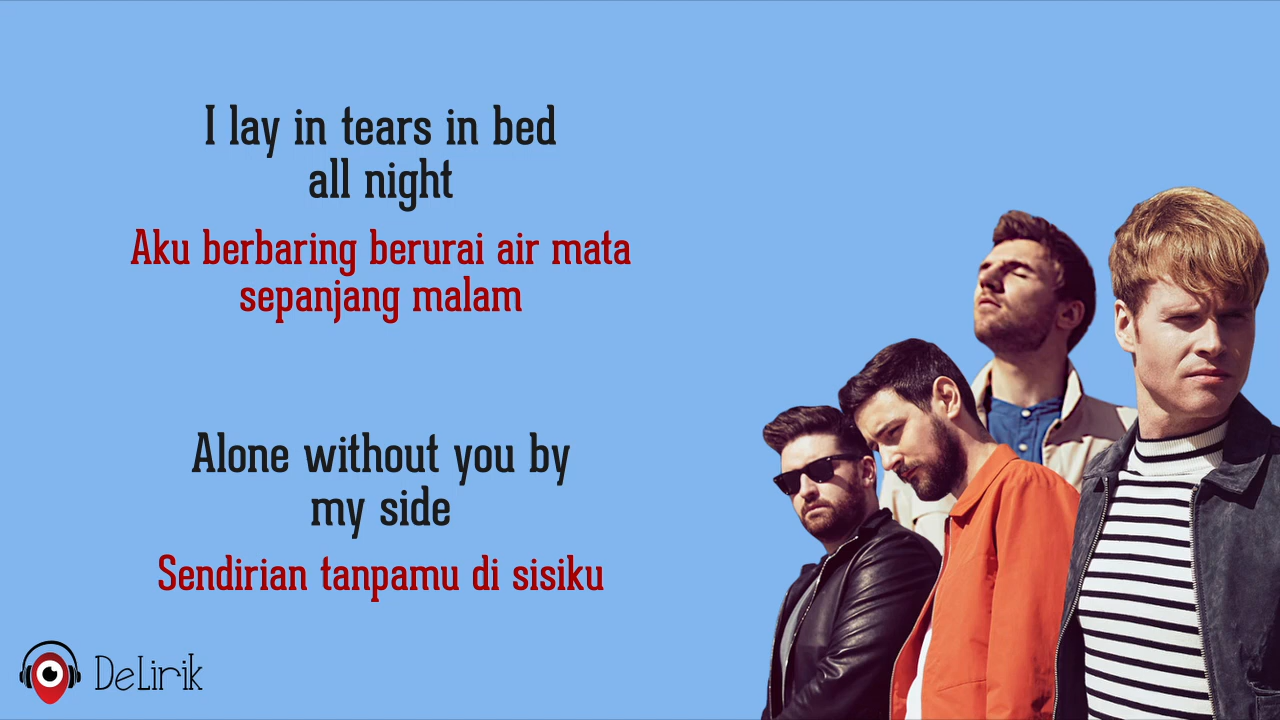 I lay in tears in bed
all night
Aku berbaring berurai air mata
sepanjang malam
Alone without you by
my side
Sendirian tanpamu di sisiku
DeLirik